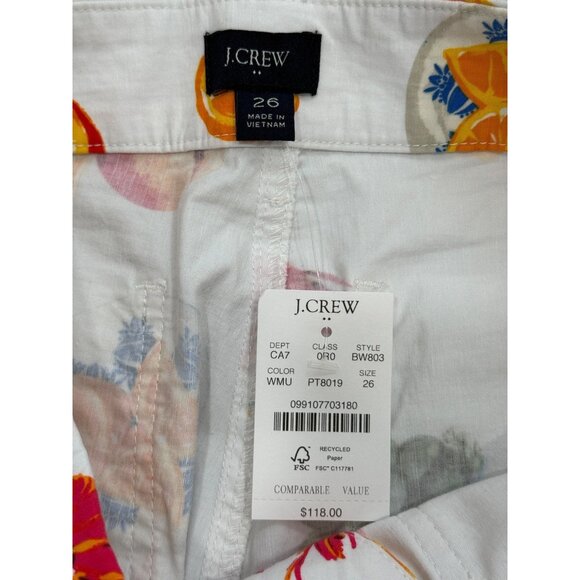 J.CREW
26
MADE IN
VIETNAM
J.CREW
DEPT CLASS STYLE
CA7 0R0 BW803
COLOR SIZE
WMU PT8019 26
099107703180
RECYCLED
Paper
FSC FSC® C117781
COMPARABLE VALUE
$118.00